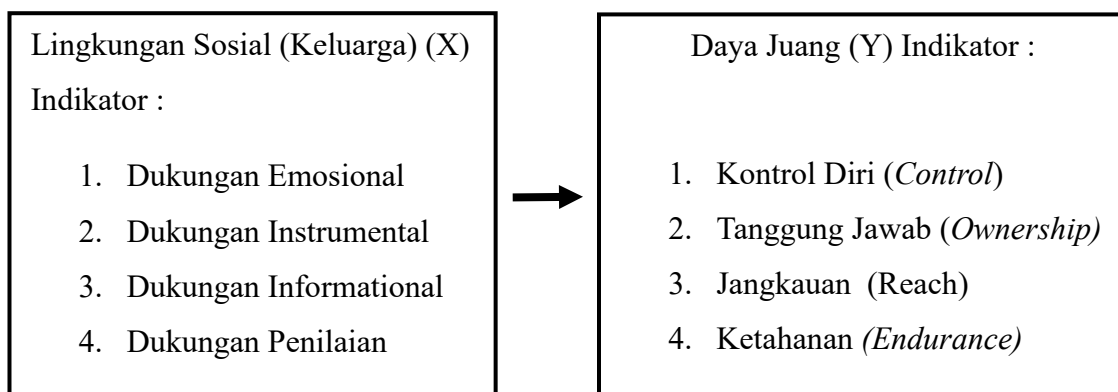 Lingkungan Sosial (Keluarga) (X)
Indikator :
1. Dukungan Emosional
2. Dukungan Instrumental
3. Dukungan Informational
4. Dukungan Penilaian
Daya Juang (Y) Indikator :
1. Kontrol Diri (Control)
2. Tanggung Jawab (Ownership)
3. Jangkauan (Reach)
4. Ketahanan (Endurance)